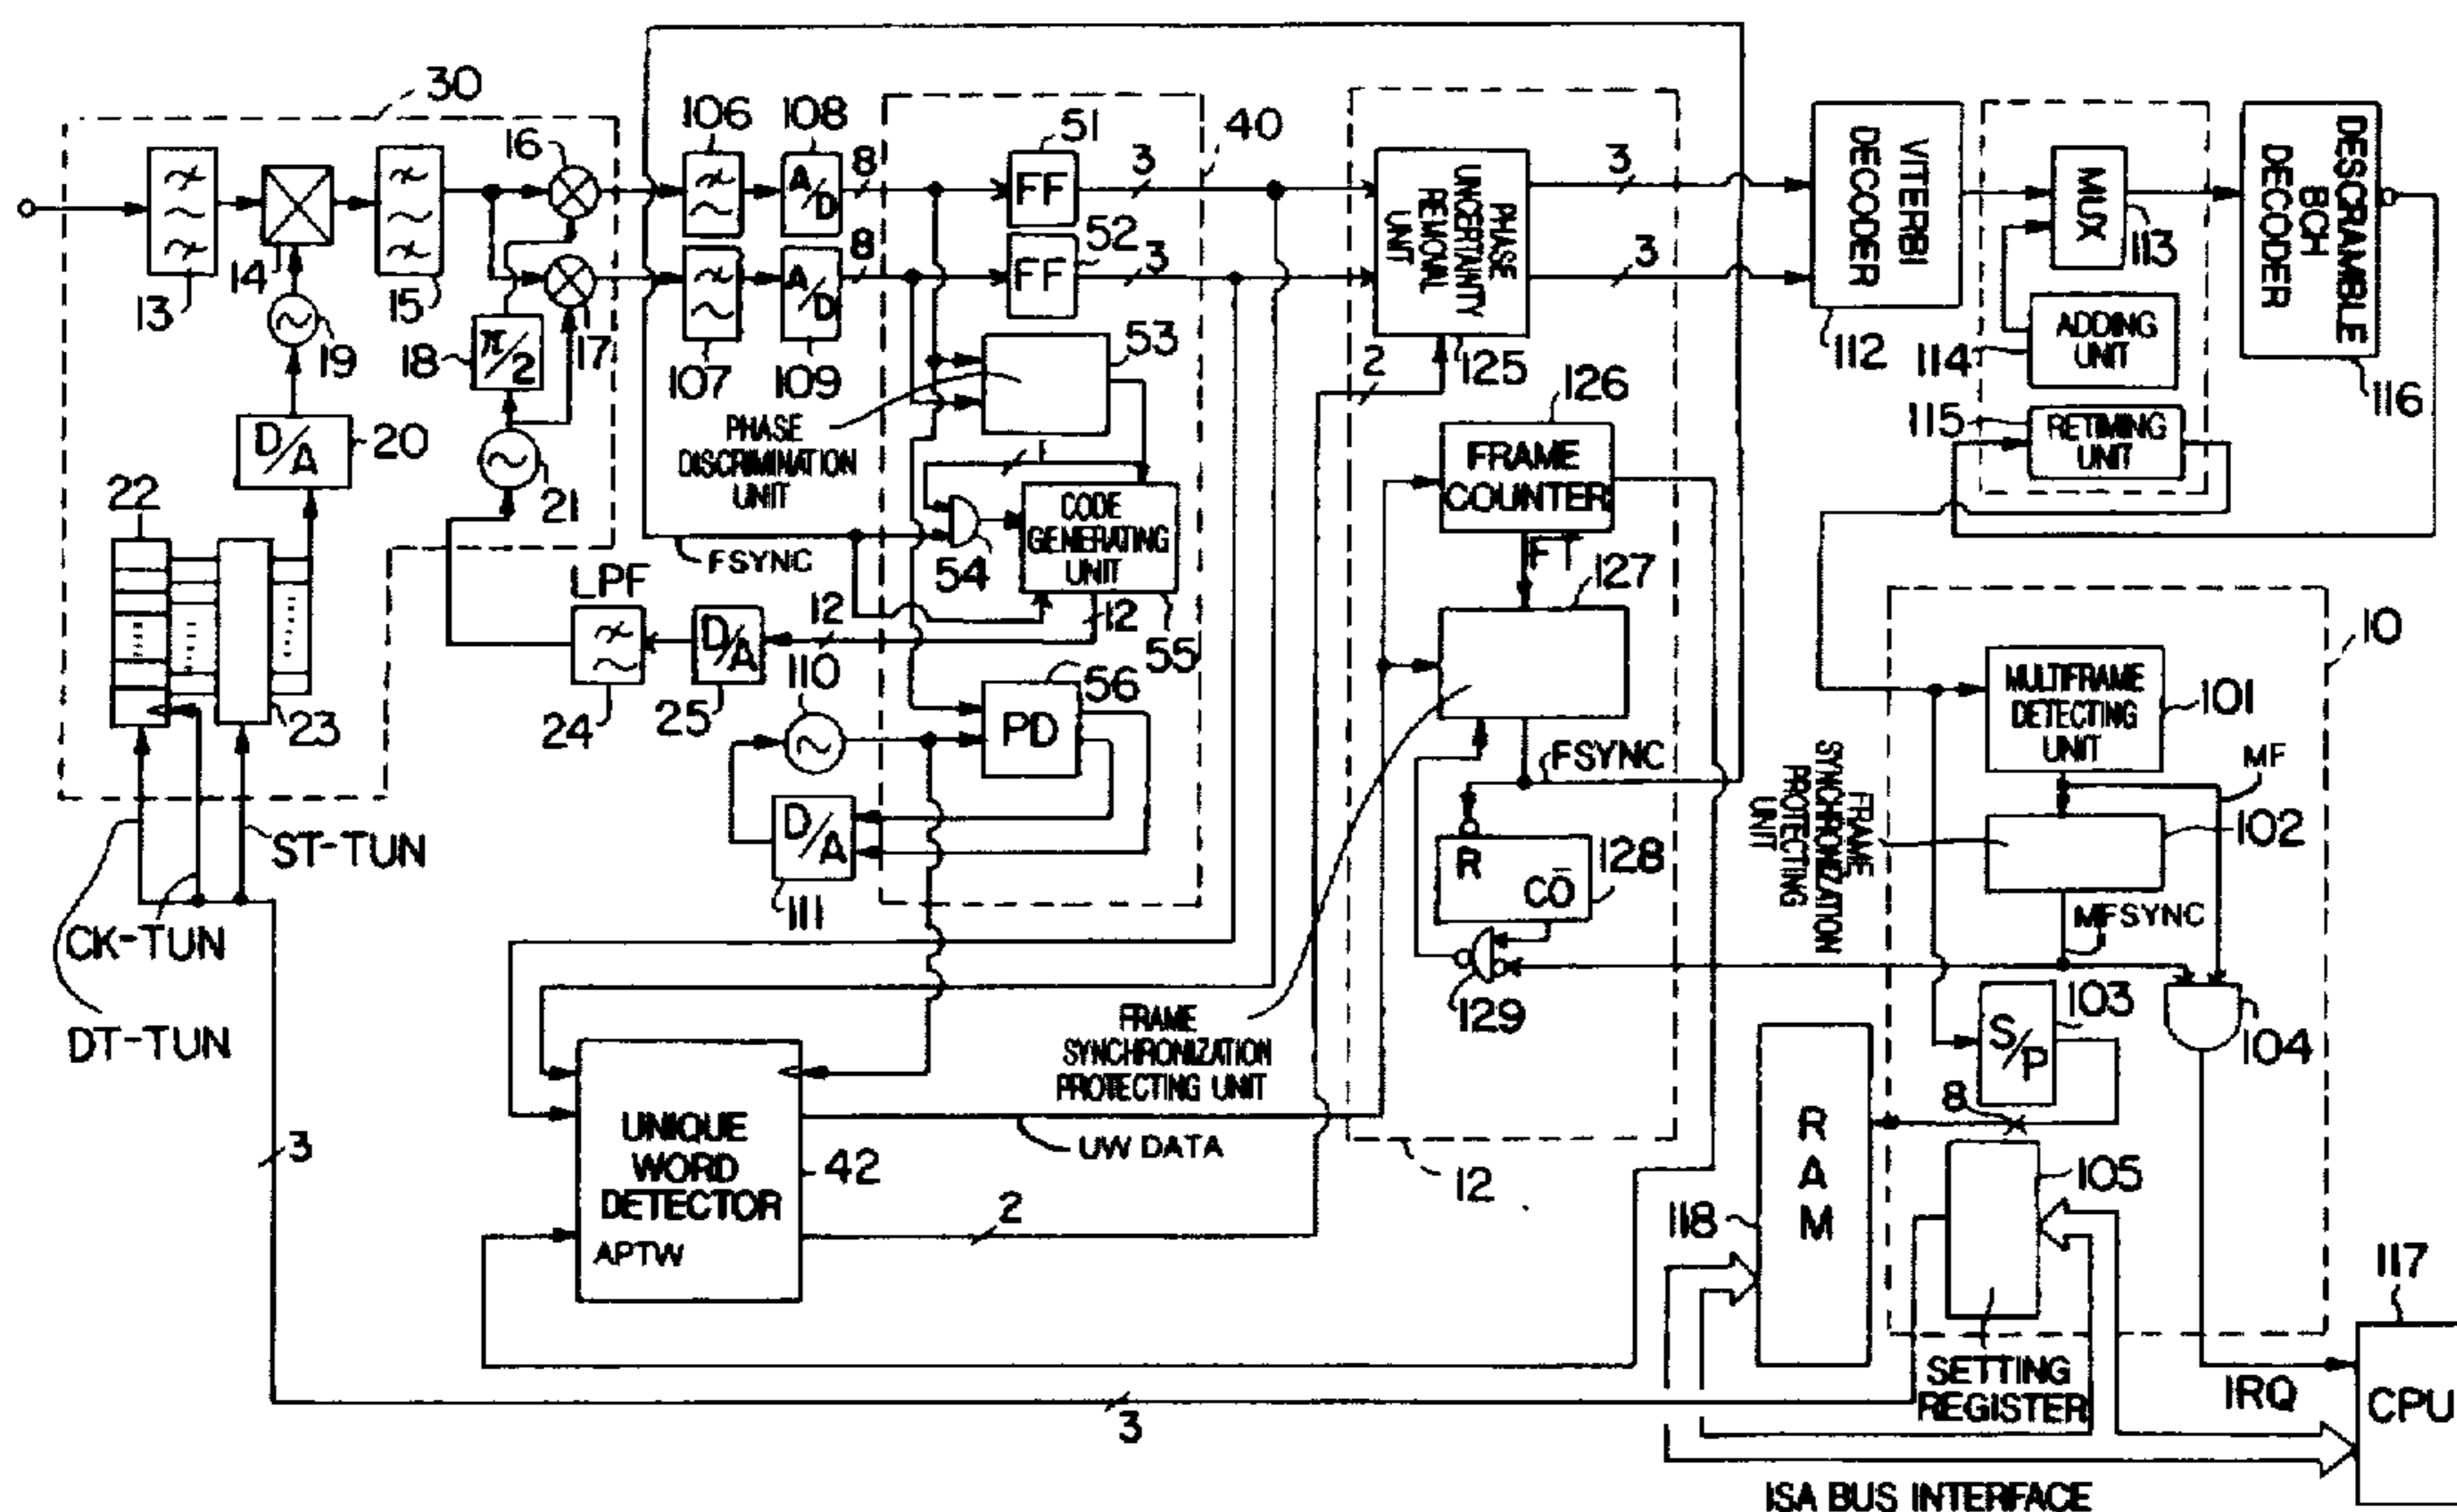 30
16
13
14
15
19
17
18
π/2
D/A
20
21
22
23
ST-TUN
CK-TUN
DT-TUN
3
106
108
107
109
A/D
8
A/D
8
PHASE
DISCRIMINATION
UNIT
FSYNC
LPF
24
D/A
25
12
110
D/A
111
51
FF
3
52
FF
3
40
53
54
CODE
GENERATING
UNIT
12
55
56
PD
UNIQUE
WORD
DETECTOR
APTW
42
UW DATA
2
FRAME
SYNCHRONIZATION
PROTECTING UNIT
PHASE
UNCERTAINTY
REMOVAL
UNIT
2
125
3
3
126
FRAME
COUNTER
FT
127
FSYNC
R
CO
128
129
12
VITERBI
DECODER
112
MUX
113
ADDING
UNIT
114
RETIMING
UNIT
115
DESCRAMBLE
BCH
DECODER
116
10
MULTIFRAME
DETECTING
UNIT
101
MF
FRAME
SYNCHRONIZATION
PROTECTING
UNIT
102
MFSYNC
103
S/P
104
8
105
RAM
118
SETTING
REGISTER
117
CPU
IRQ
3
ISA BUS INTERFACE